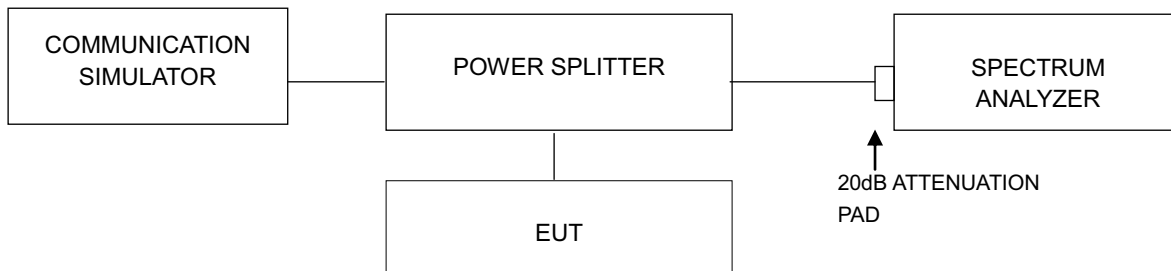 COMMUNICATION
SIMULATOR
POWER SPLITTER
SPECTRUM
ANALYZER
20dB ATTENUATION
PAD
EUT